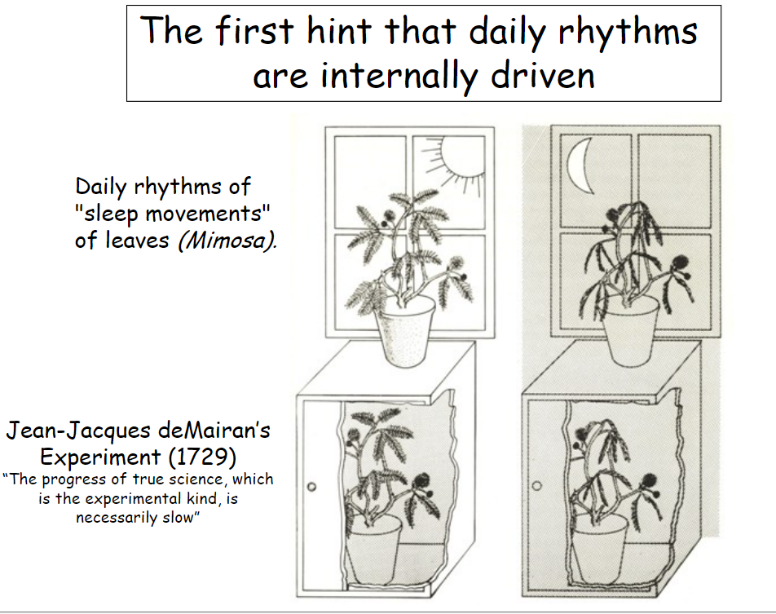 The first hint that daily rhythms
are internally driven
Daily rhythms of
"sleep movements"
of leaves (Mimosa).
Jean-Jacques deMairan's
Experiment (1729)
“The progress of true science, which
is the experimental kind, is
necessarily slow”